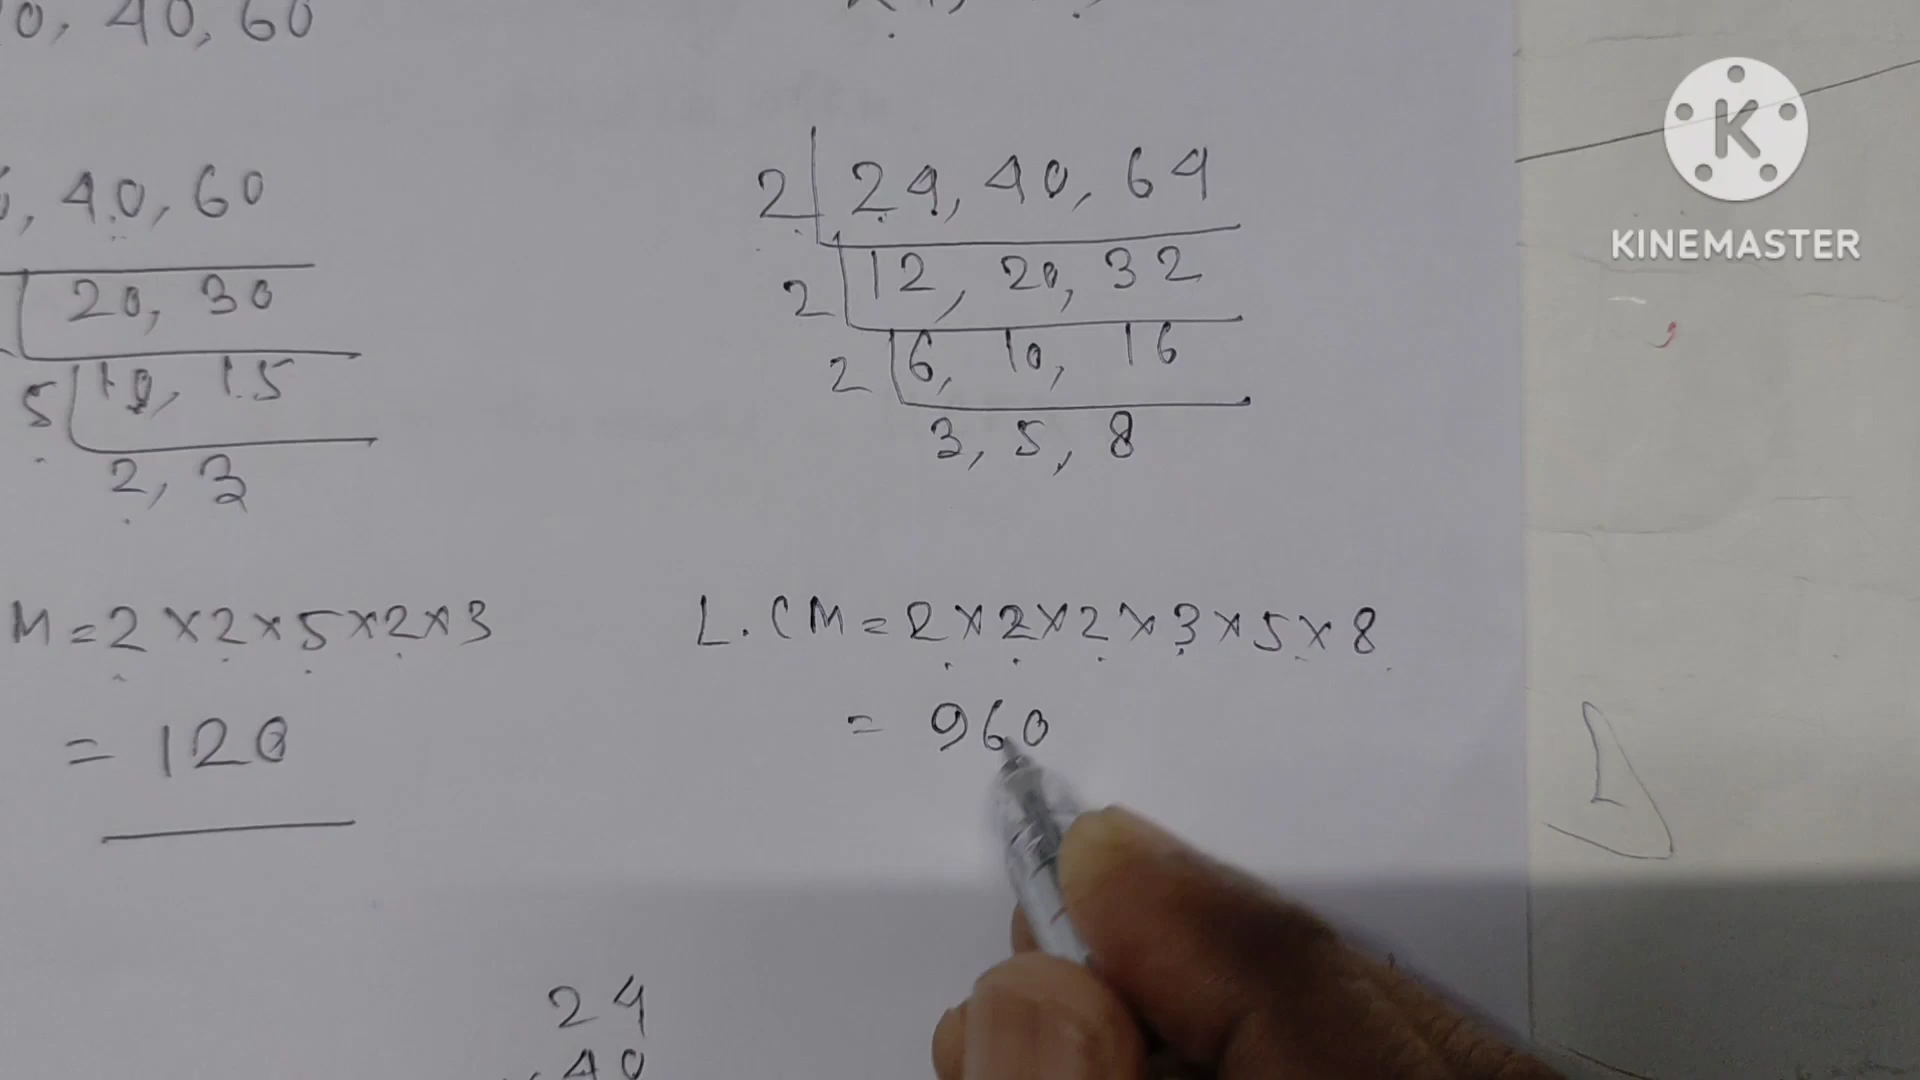 40, 60
, 40, 60
20, 30
5 10, 15
2, 3
M = 2 × 2 × 5 × 2 × 3
= 120
2 24, 40, 64
2 12, 20, 32
2 6, 10, 16
3, 5, 8
L.CM = 2 × 2 × 2 × 3 × 5 × 8
= 960
24
40
K
KINEMASTER